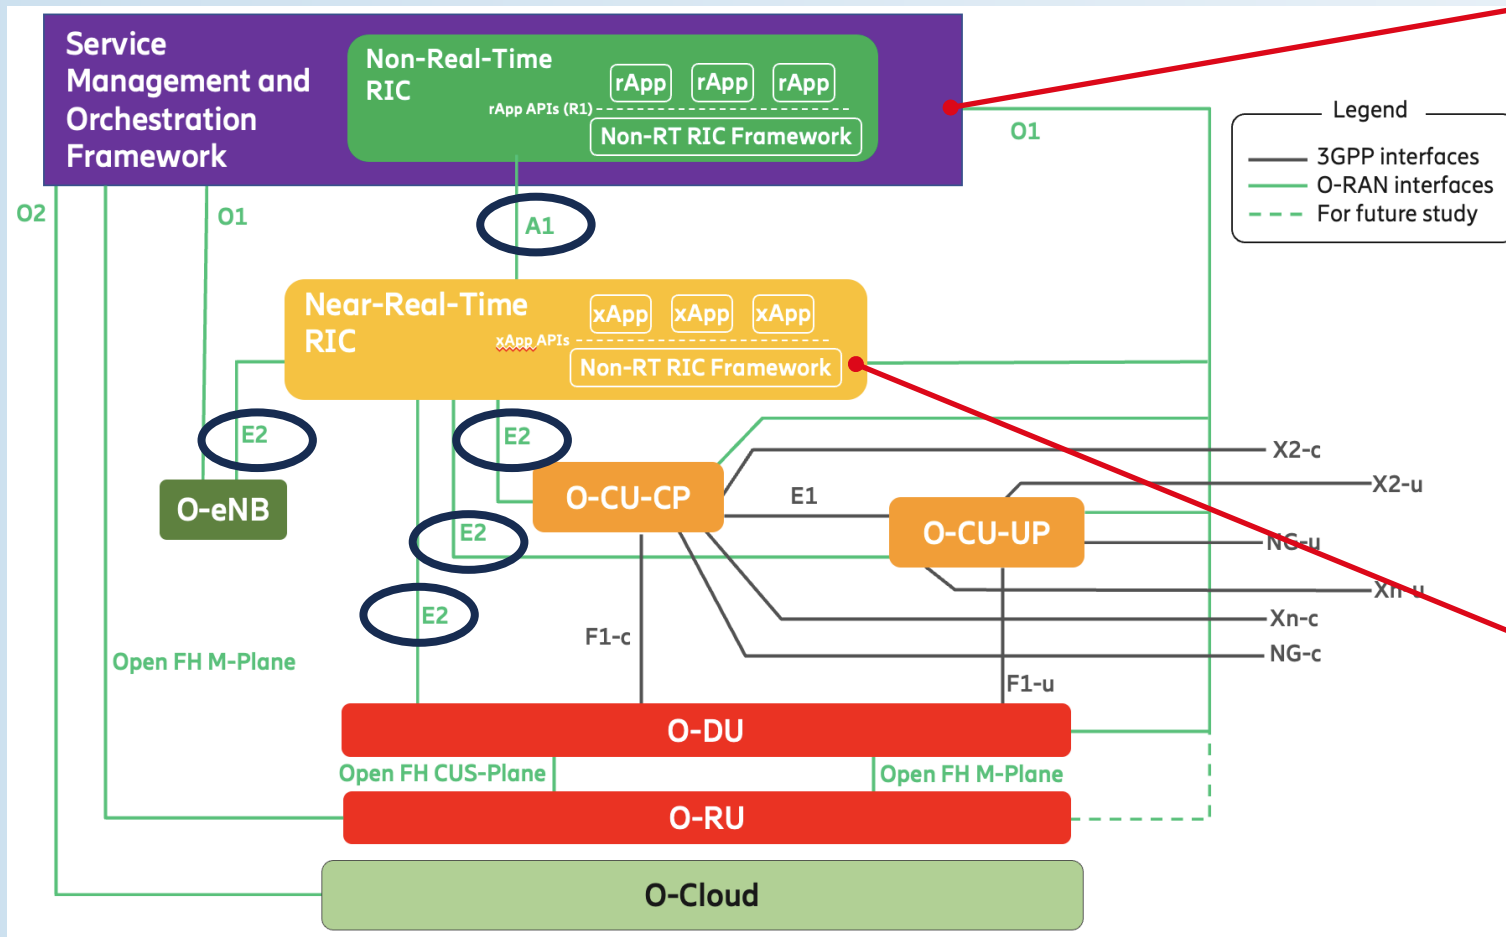 Service
Management and
Orchestration
Framework
Non-Real-Time
RIC
rApp
rApp
rApp
rApp APIs (R1)
Non-RT RIC Framework
O1
Legend
3GPP interfaces
O-RAN interfaces
For future study
O2
O1
A1
Near-Real-Time
RIC
xApp
xApp
xApp
xApp APIs
Non-RT RIC Framework
E2
E2
O-eNB
O-CU-CP
E1
X2-c
X2-u
E2
O-CU-UP
NG-u
Xn-u
E2
F1-c
Xn-c
NG-c
Open FH M-Plane
F1-u
O-DU
Open FH CUS-Plane
Open FH M-Plane
O-RU
O-Cloud